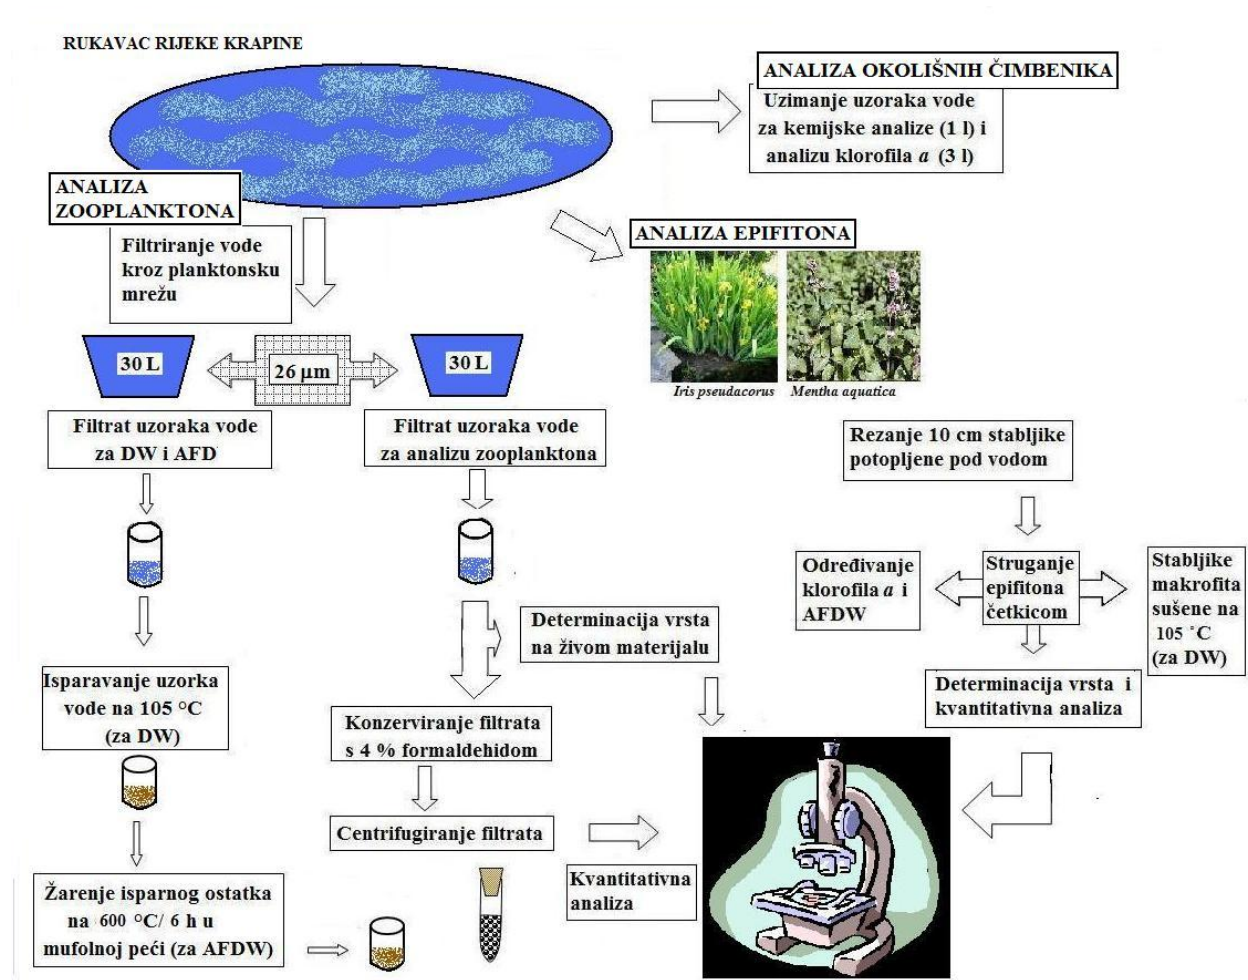 RUKAVAC RIJEKE KRAPINE
ANALIZA OKOLIŠNIH ČIMBENIKA
Uzimanje uzoraka vode
za kemijske analize (1 l) i
analizu klorofila a (3 l)
ANALIZA
ZOOPLANKTONA
Filtriranje vode
kroz planktonsku
mrežu
ANALIZA EPIFITONA
Iris pseudacorus
Mentha aquatica
30 L
26 µm
30 L
Filtrat uzoraka vode
za DW i AFD
Filtrat uzoraka vode
za analizu zooplanktona
Rezanje 10 cm stabljike
potopljene pod vodom
Određivanje
klorofila a i
AFDW
Struganje
epifitona
četkicom
Stabljike
makrofita
sušene na
105 ˚C
(za DW)
Determinacija vrsta
na živom materijalu
Determinacija vrsta i
kvantitativna analiza
Isparavanje uzorka
vode na 105 °C
(za DW)
Konzerviranje filtrata
s 4 % formaldehidom
Centrifugiranje filtrata
Kvantitativna
analiza
Žarenje isparnog ostatka
na 600 °C/ 6 h u
mufolnoj peći (za AFDW)